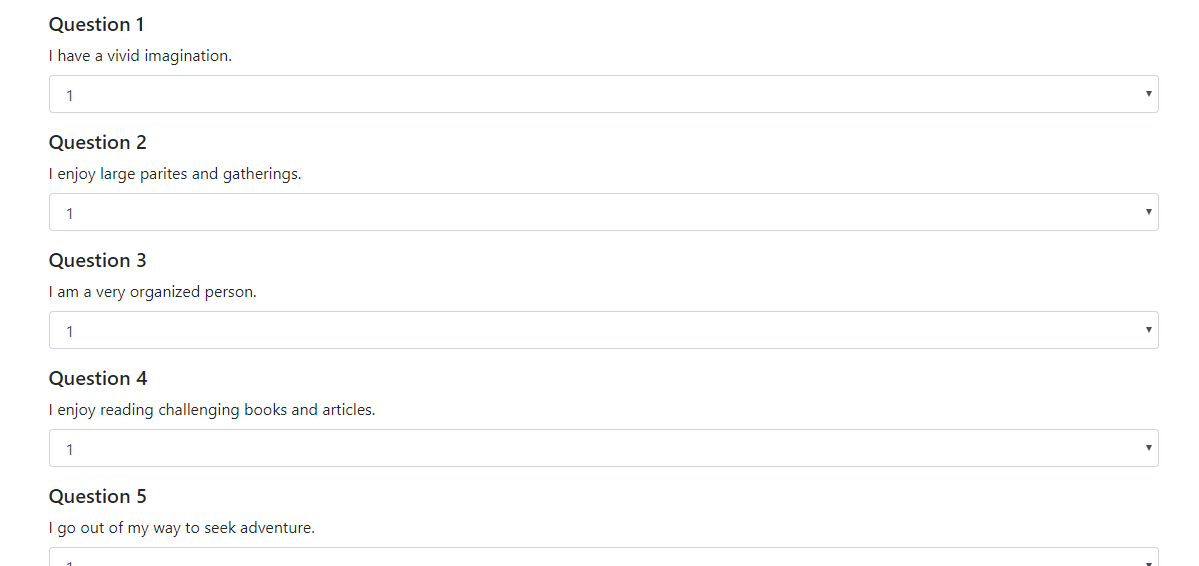 Question 1
I have a vivid imagination.
1
Question 2
I enjoy large parites and gatherings.
1
Question 3
I am a very organized person.
1
Question 4
I enjoy reading challenging books and articles.
1
Question 5
I go out of my way to seek adventure.
1